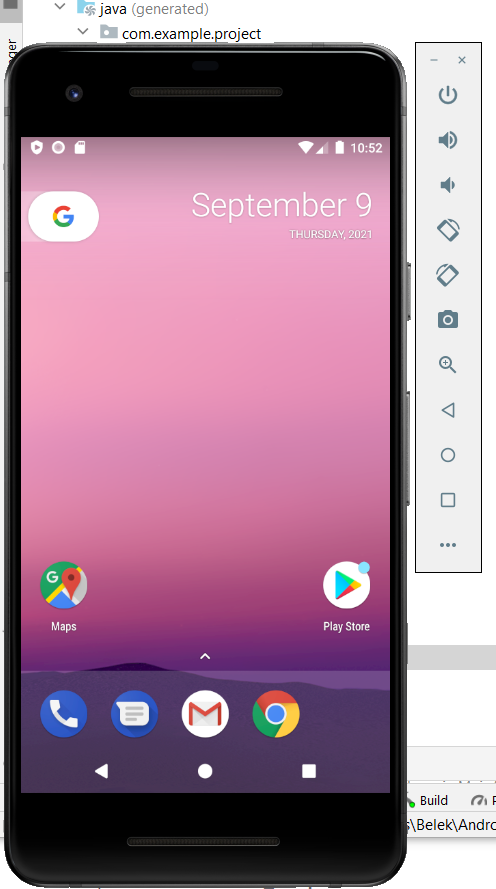 java (generated)
com.example.project
10:52
G
September 9
THURSDAY, 2021
G
Maps
Play Store
Build
s\Belek\Andro